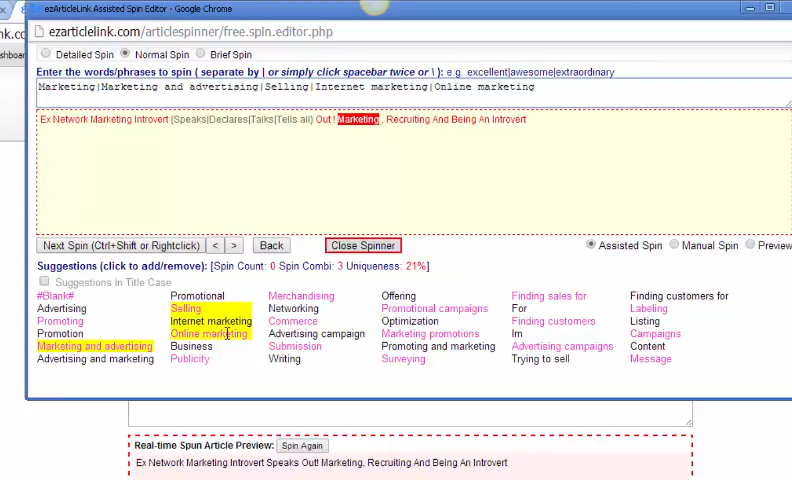 ezArticleLink Assisted Spin Editor - Google Chrome
ezarticlelink.com/articlespinner/free.spin.editor.php
nk.cc
Detailed Spin Normal Spin Brief Spin
Enter the words/phrases to spin ( separate by | or simply click spacebar twice or \ ): e.g. excellent|awesome|extraordinary
Marketing|Marketing and advertising|Selling|Internet marketing|Online marketing
Ex Network Marketing Introvert {Speaks|Declares|Talks|Tells all} Out ! Marketing , Recruiting And Being An Introvert
Next Spin (Ctrl+Shift or Rightclick) < > Back Close Spinner Assisted Spin Manual Spin Preview
Suggestions (click to add/remove): [Spin Count: 0 Spin Combi: 3 Uniqueness: 21%]
Suggestions In Title Case
#Blank# Promotional Merchandising Offering Finding sales for Finding customers for
Advertising Selling Networking Promotional campaigns For Labeling
Promoting Internet marketing Commerce Optimization Finding customers Listing
Promotion Online marketing Advertising campaign Marketing promotions Im Campaigns
Marketing and advertising Business Submission Promoting and marketing Advertising campaigns Content
Advertising and marketing Publicity Writing Surveying Trying to sell Message
Real-time Spun Article Preview: Spin Again
Ex Network Marketing Introvert Speaks Out! Marketing, Recruiting And Being An Introvert